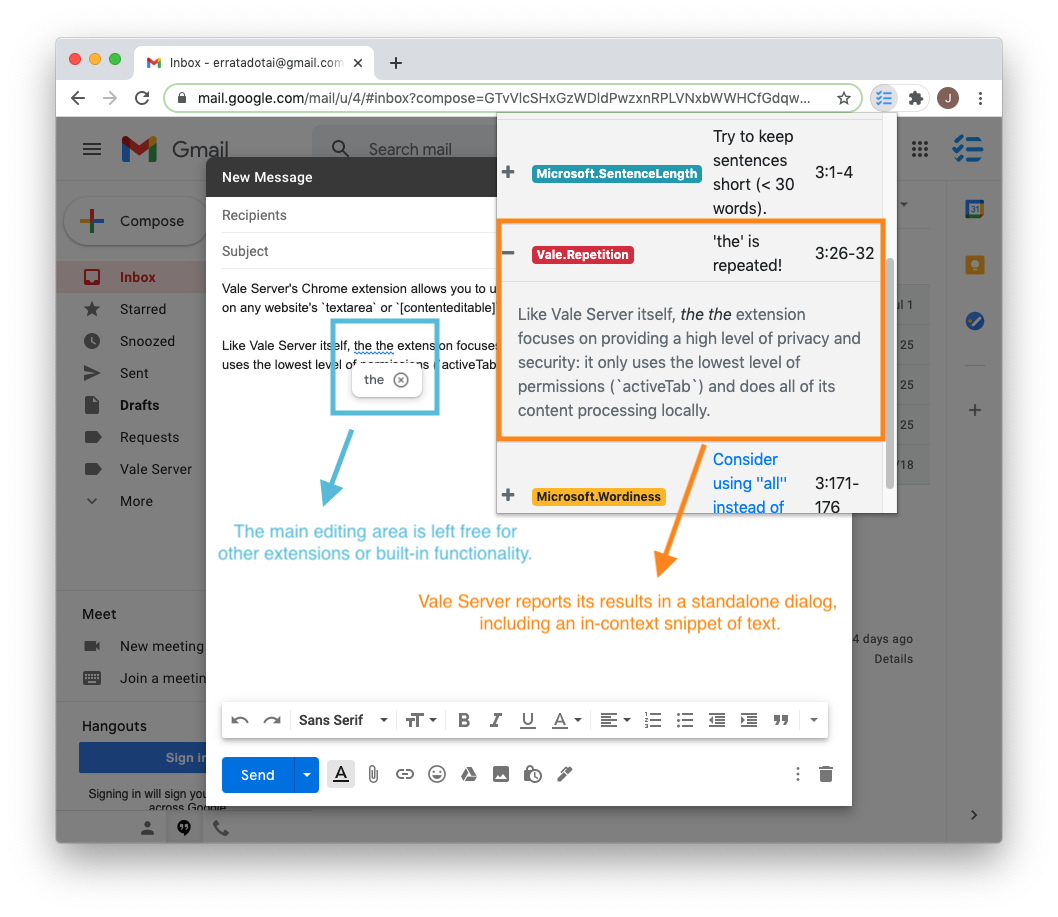 Inbox - erratadotai@gmail.com
mail.google.com/mail/u/4/#inbox?compose=GTvVlcSHxGzWDldPwzxnRPLVNxbWWHCfGdqw...
J
Gmail
Search mail
Compose
Inbox
Starred
Snoozed
Sent
Drafts
Requests
Vale Server
More
Meet
New meeting
Join a meetin
Hangouts
Sign in
Signing in will sign you
across Google
New Message
Recipients
Subject
Vale Server's Chrome extension allows you to u
on any website's `textarea` or `[contenteditable]
Like Vale Server itself, the the extension focuses
uses the lowest level of permissions (`activeTab
the
The main editing area is left free for
other extensions or built-in functionality.
Microsoft.SentenceLength
Try to keep
sentences
short (< 30
words).
3:1-4
Vale.Repetition
'the' is
repeated!
3:26-32
Like Vale Server itself, the the extension
focuses on providing a high level of privacy and
security: it only uses the lowest level of
permissions (`activeTab`) and does all of its
content processing locally.
Microsoft.Wordiness
Consider
using "all"
instead of
3:171-
176
Vale Server reports its results in a standalone dialog,
including an in-context snippet of text.
31
ul 1
25
25
25
/18
4 days ago
Details
Sans Serif
B I U A
Send
A